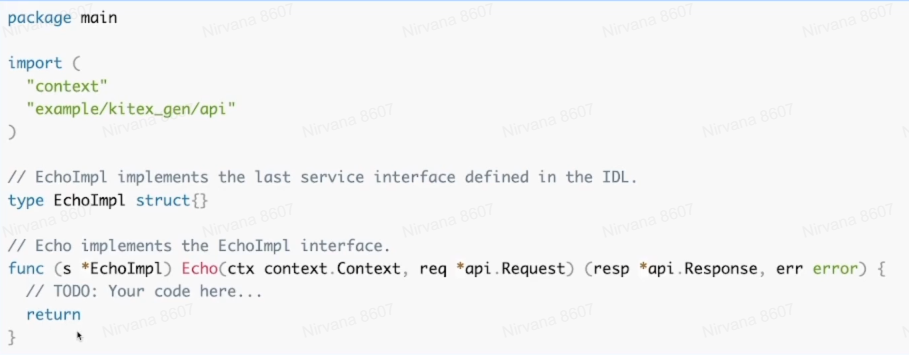 package main

import (
  "context"
  "example/kitex_gen/api"
)

// EchoImpl implements the last service interface defined in the IDL.
type EchoImpl struct{}

// Echo implements the EchoImpl interface.
func (s *EchoImpl) Echo(ctx context.Context, req *api.Request) (resp *api.Response, err error) {
  // TODO: Your code here...
  return
}
Nirvana 8607